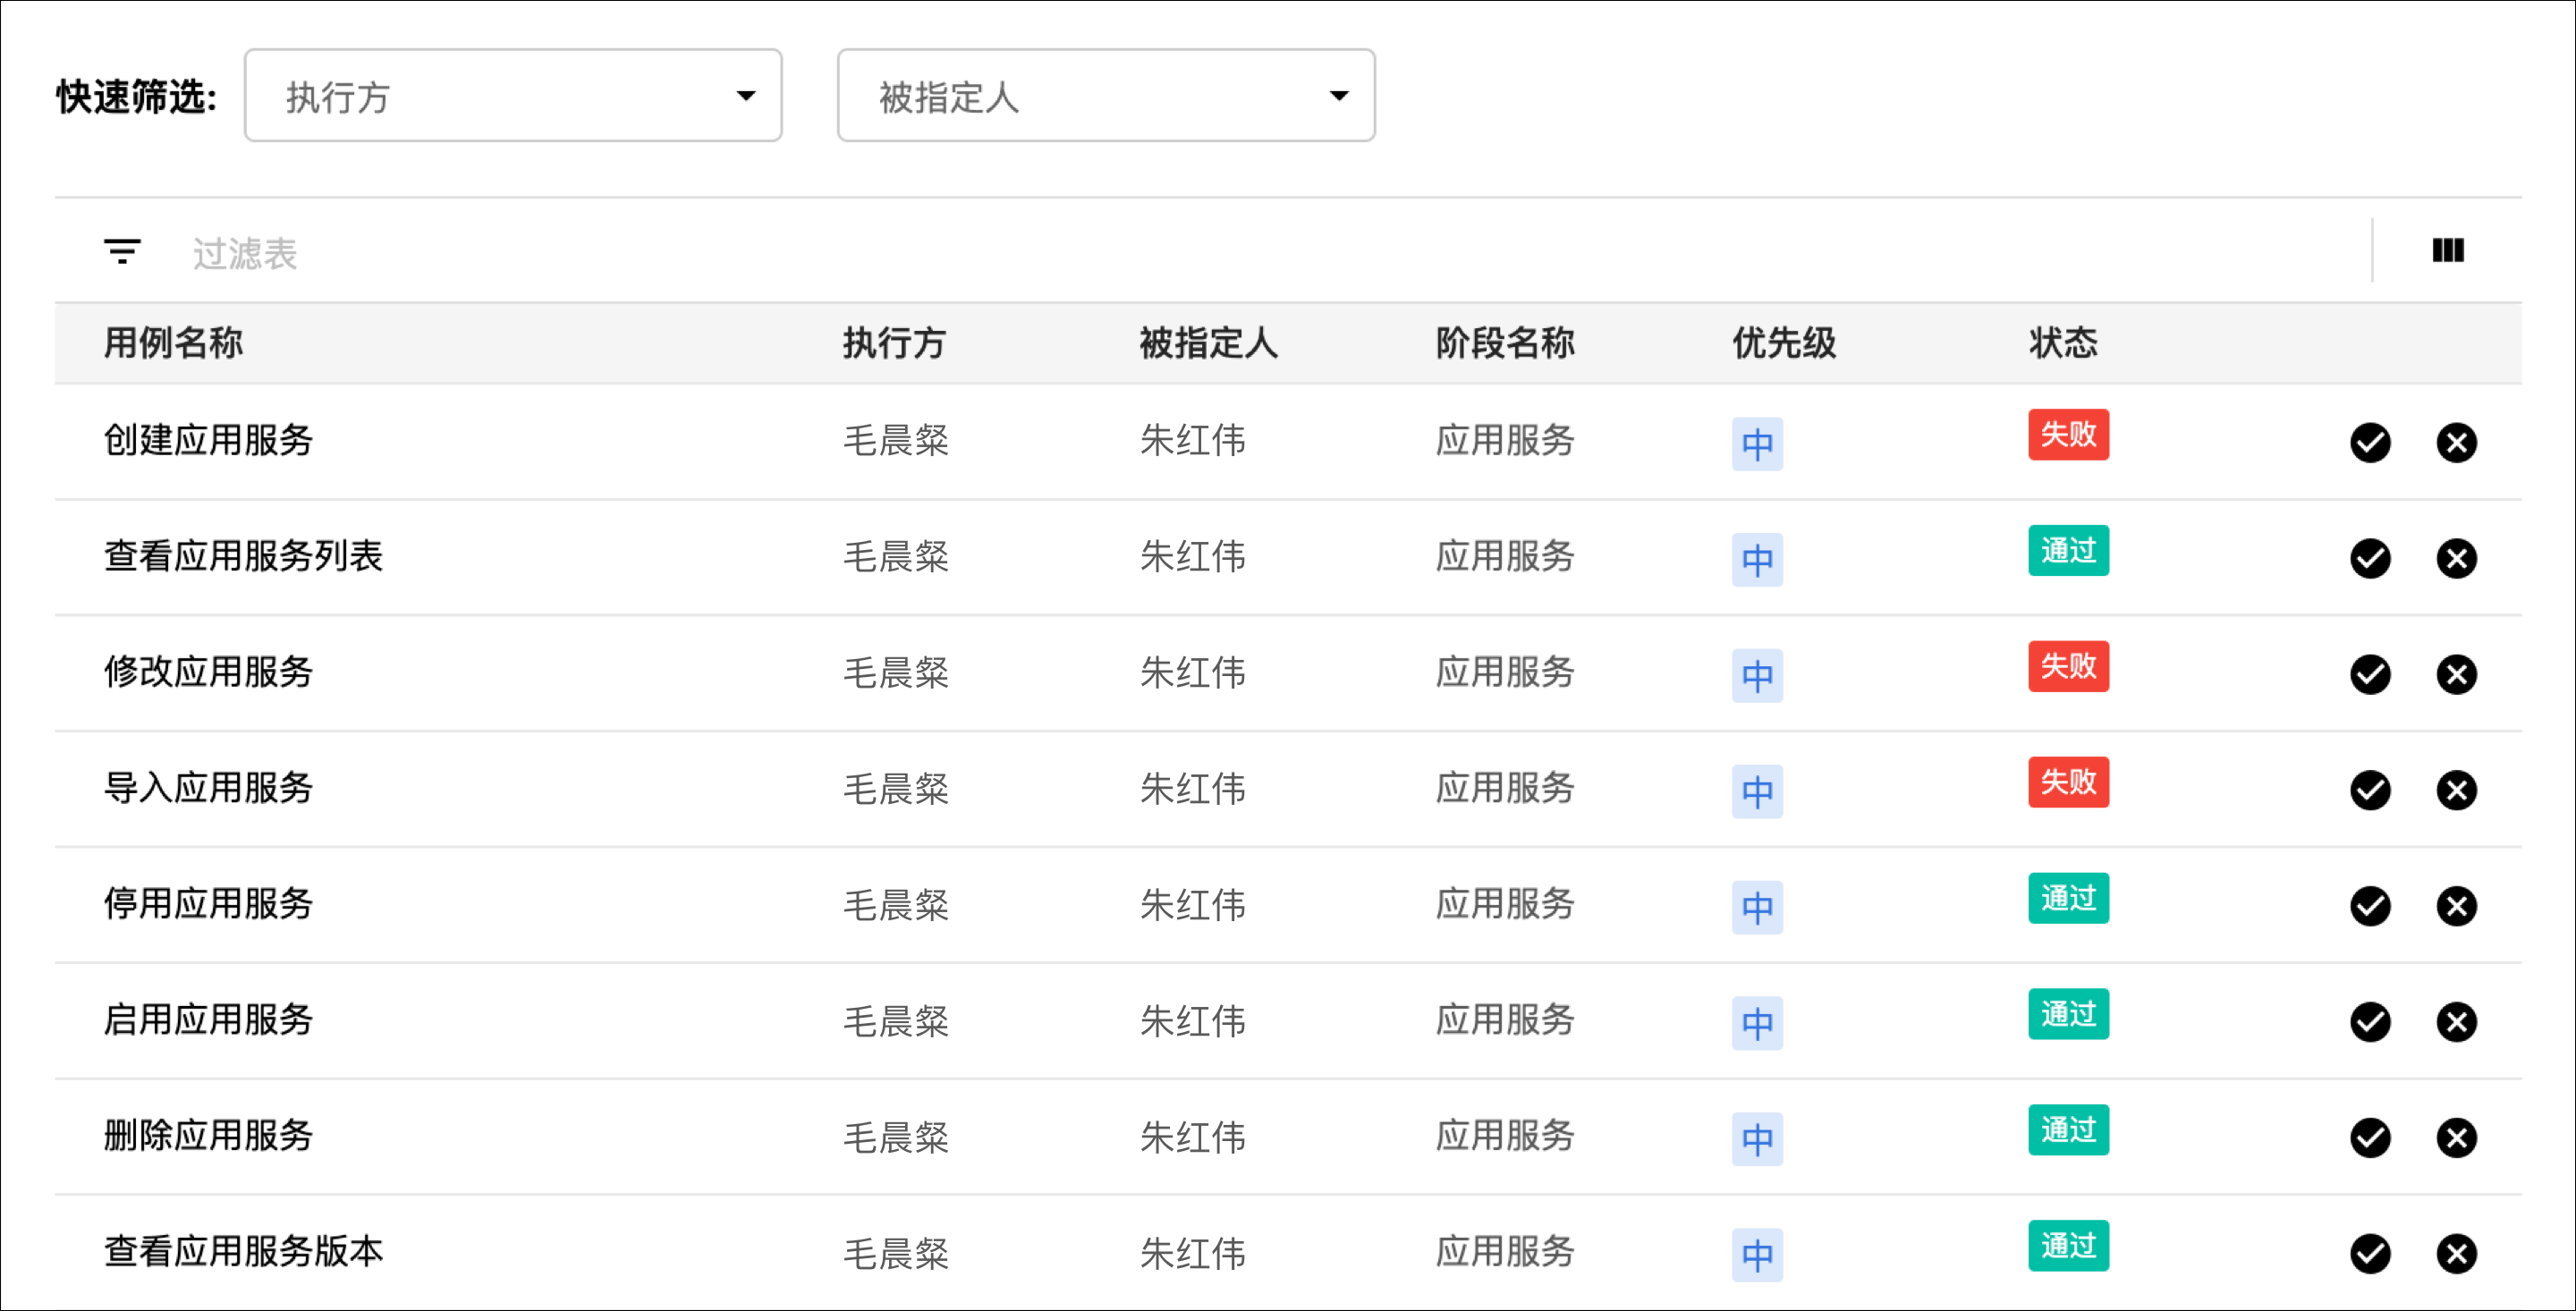 快速筛选: 执行方 被指定人
过滤表
用例名称 执行方 被指定人 阶段名称 优先级 状态
创建应用服务 毛晨粲 朱红伟 应用服务 中 失败
查看应用服务列表 毛晨粲 朱红伟 应用服务 中 通过
修改应用服务 毛晨粲 朱红伟 应用服务 中 失败
导入应用服务 毛晨粲 朱红伟 应用服务 中 失败
停用应用服务 毛晨粲 朱红伟 应用服务 中 通过
启用应用服务 毛晨粲 朱红伟 应用服务 中 通过
删除应用服务 毛晨粲 朱红伟 应用服务 中 通过
查看应用服务版本 毛晨粲 朱红伟 应用服务 中 通过